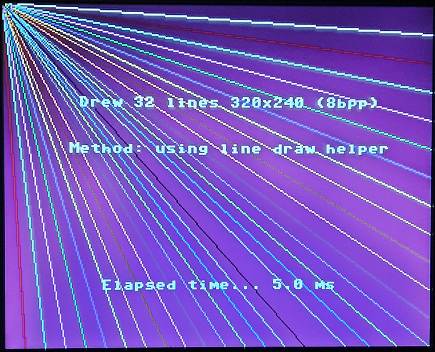 Drew 32 lines 320x240 (8bpp)
Method: using line draw helper
Elapsed time... 5.0 ms